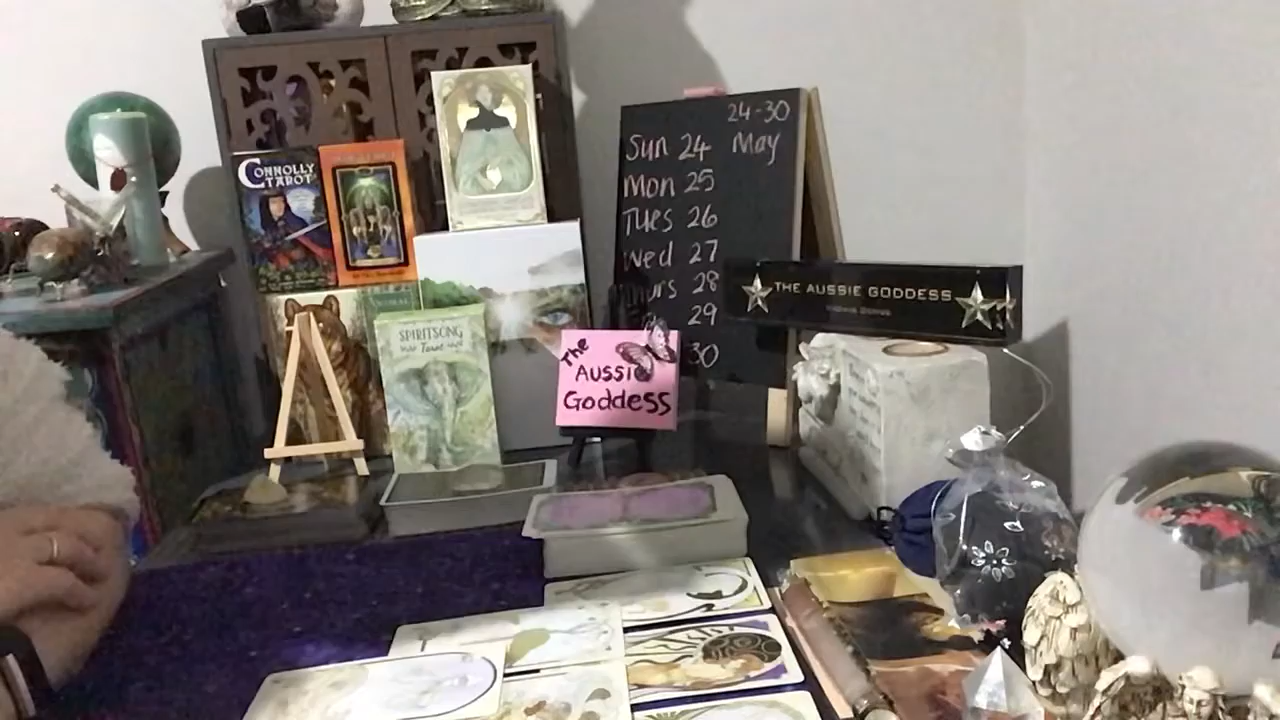 CONNOLLY
TAROT
SPIRITSONG
Tarot
24-30
May
Sun 24
Mon 25
Tues 26
Wed 27
Thurs 28
29
30
THE AUSSIE GODDESS
The
Aussie
Goddess